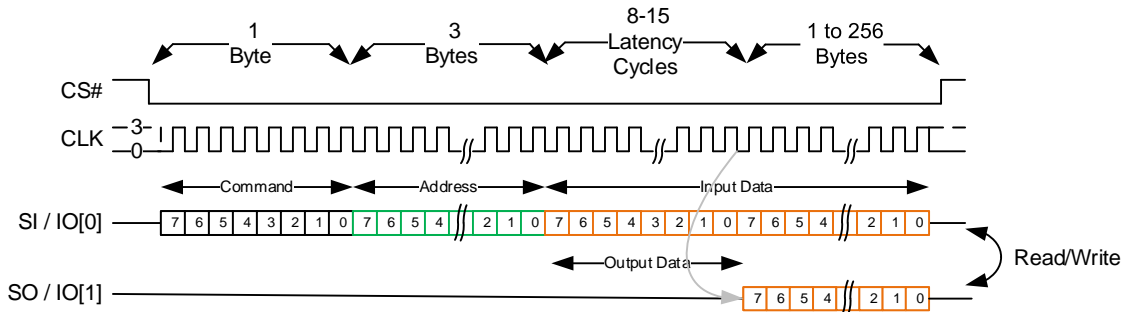 1 Byte
3 Bytes
8-15 Latency Cycles
1 to 256 Bytes
CS#
CLK
3
0
Command
Address
Input Data
SI / IO[0]
7 6 5 4 3 2 1 0 7 6 5 4 2 1 0 7 6 5 4 3 2 1 0 7 6 5 4 2 1 0
Output Data
Read/Write
SO / IO[1]
7 6 5 4 2 1 0